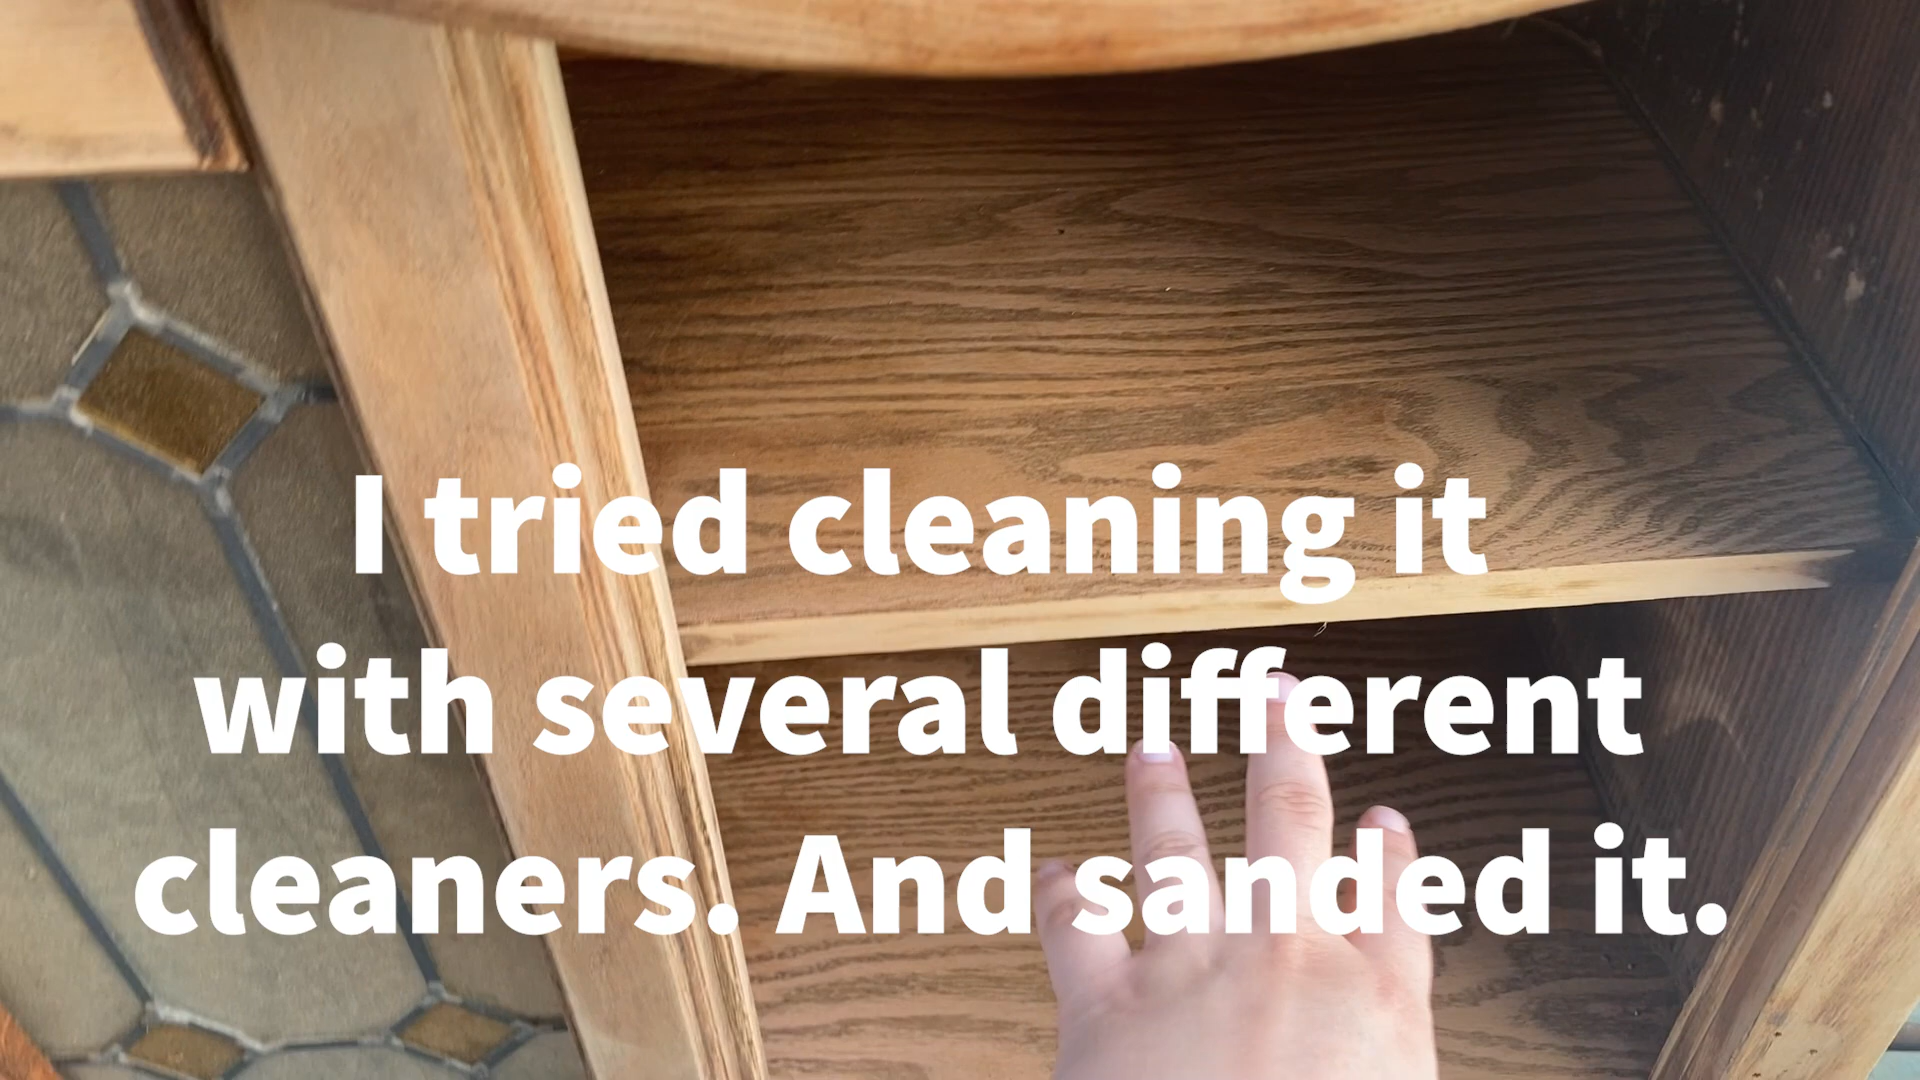 I tried cleaning it
with several different
cleaners. And sanded it.